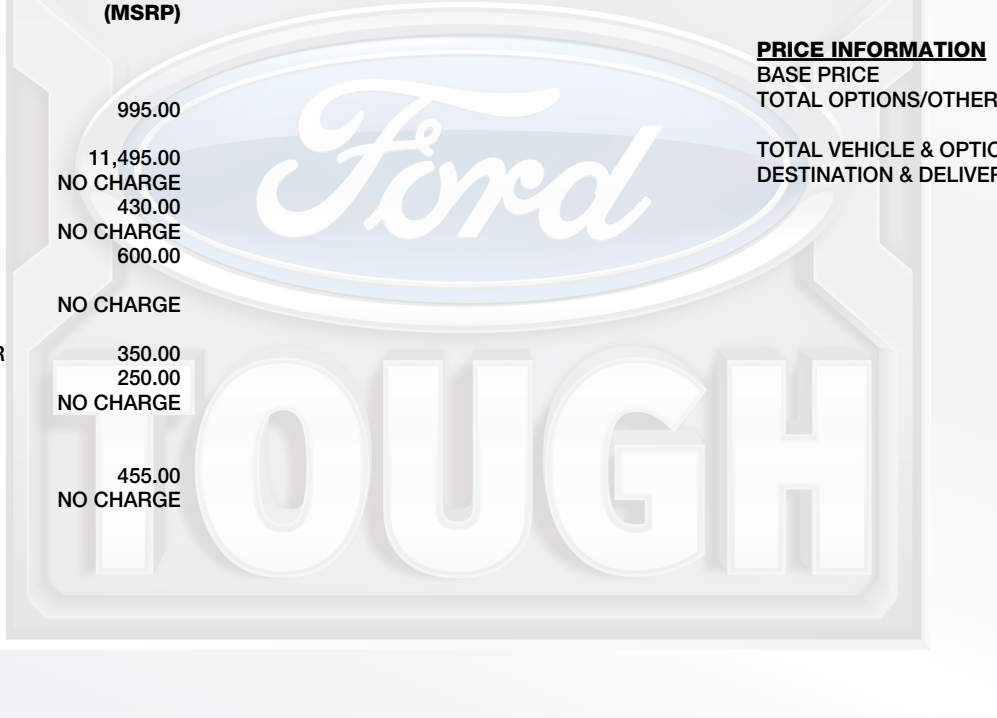 (MSRP)
995.00
11,495.00
NO CHARGE
430.00
NO CHARGE
600.00
NO CHARGE
R 350.00
250.00
NO CHARGE
455.00
NO CHARGE
PRICE INFORMATION
BASE PRICE
TOTAL OPTIONS/OTHER
TOTAL VEHICLE & OPTIO
DESTINATION & DELIVER
Ford
TOUGH